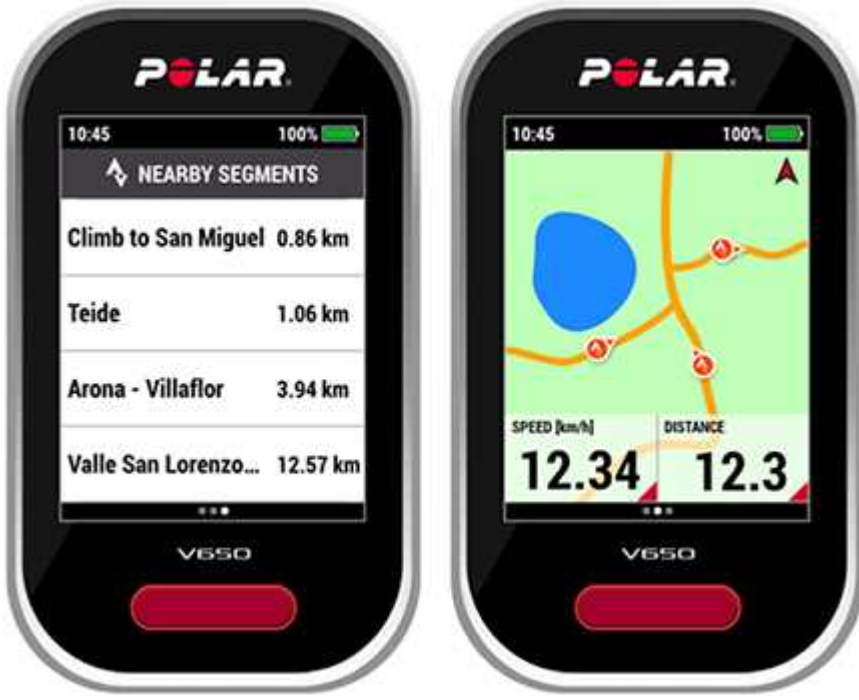 POLAR
10:45 100%
NEARBY SEGMENTS
Climb to San Miguel 0.86 km
Teide 1.06 km
Arona - Villaflor 3.94 km
Valle San Lorenzo... 12.57 km
V650
POLAR
10:45 100%
SPEED [km/h] DISTANCE
12.34 12.3
V650